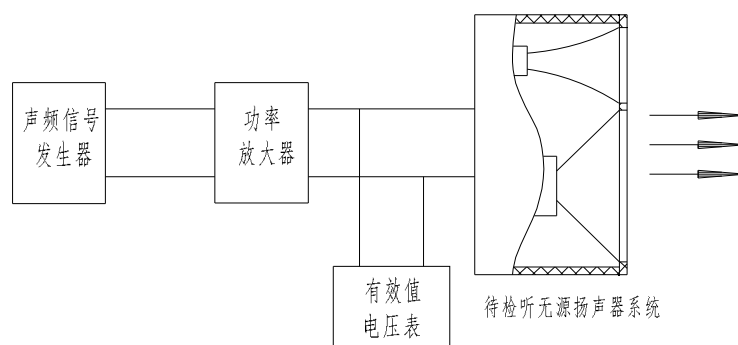 声频信号
发生器
功率
放大器
有效值
电压表
待检听无源扬声器系统